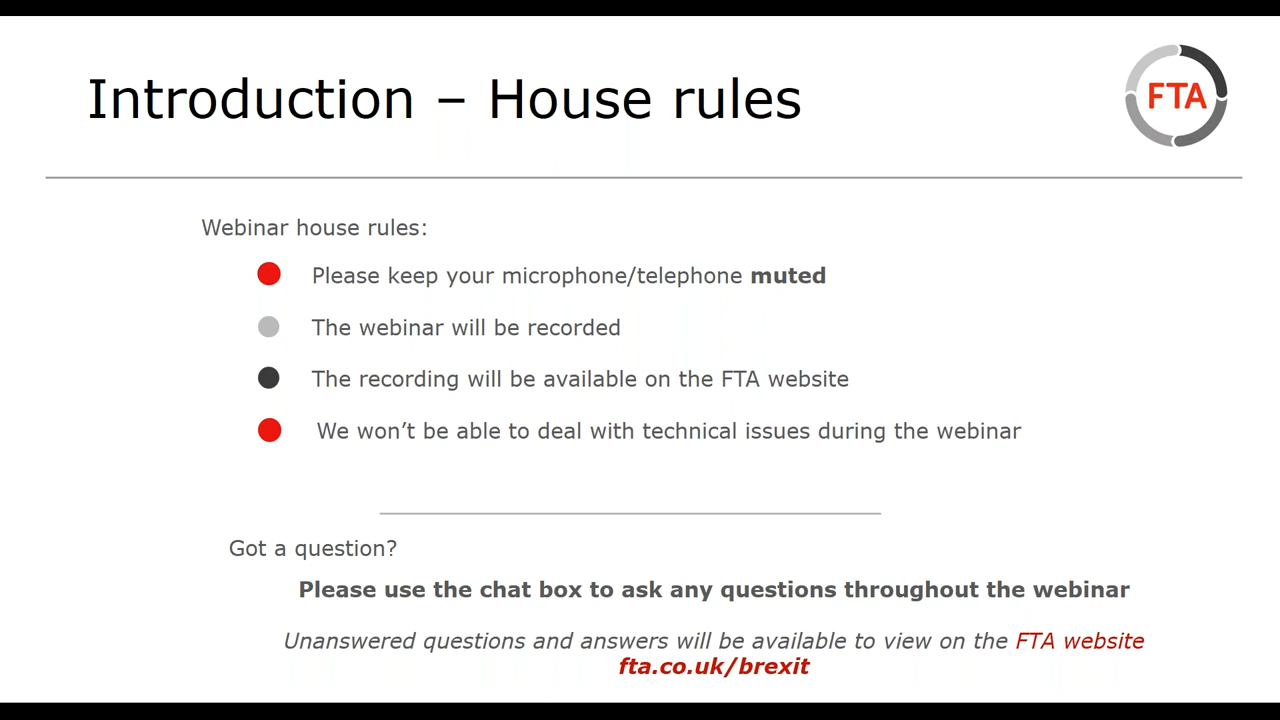 Introduction – House rules
FTA
Webinar house rules:
Please keep your microphone/telephone muted
The webinar will be recorded
The recording will be available on the FTA website
We won’t be able to deal with technical issues during the webinar
Got a question?
Please use the chat box to ask any questions throughout the webinar
Unanswered questions and answers will be available to view on the FTA website
fta.co.uk/brexit